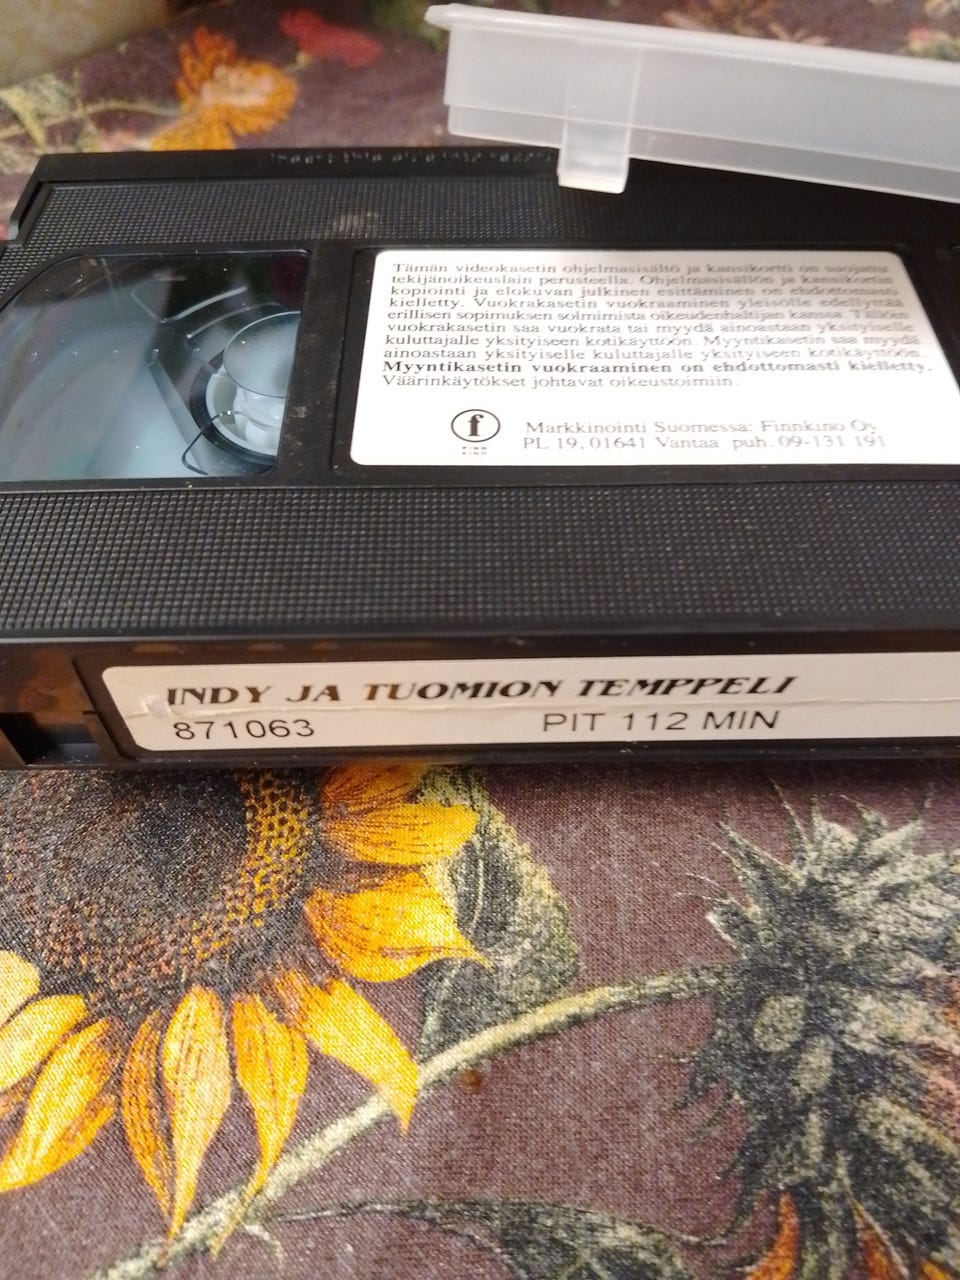 Tämän videokasetin ohjelmasisältö ja kansikortti on suojattu
tekijänoikeuslain perusteella. Ohjelmasisällön ja kansikortin
kopiointi ja elokuvan julkinen esittäminen on ehdottomasti
kielletty. Vuokrakasetin vuokraaminen yleisölle edellyttää
erillisen sopimuksen solmimista oikeudenhaltijan kanssa. Tällöin
vuokrakasetin saa vuokrata tai myydä ainoastaan yksityiselle
kuluttajalle yksityiseen kotikäyttöön. Myyntikasetin saa myydä
ainoastaan yksityiselle kuluttajalle yksityiseen kotikäyttöön.
Myyntikasetin vuokraaminen on ehdottomasti kielletty.
Väärinkäytökset johtavat oikeustoimiin.
f
FINN
KINO
Markkinointi Suomessa: Finnkino Oy
PL 19, 01641 Vantaa puh. 09-131 191
INDY JA TUOMION TEMPPELI
871063 PIT 112 MIN